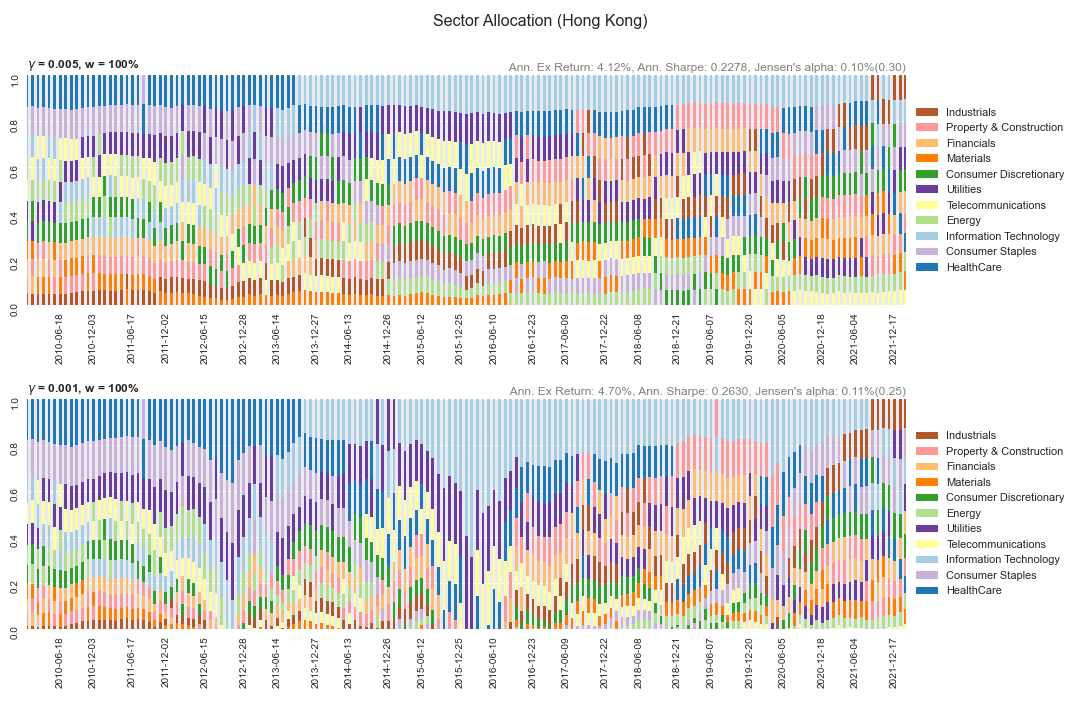 Sector Allocation (Hong Kong)
γ = 0.005, w = 100%
Ann. Ex Return: 4.12%, Ann. Sharpe: 0.2278, Jensen's alpha: 0.10%(0.30)
1.0
0.8
0.6
0.4
0.2
0.0
2010-06-18
2010-12-03
2011-06-17
2011-12-02
2012-06-15
2012-12-28
2013-06-14
2013-12-27
2014-06-13
2014-12-26
2015-06-12
2015-12-25
2016-06-10
2016-12-23
2017-06-09
2017-12-22
2018-06-08
2018-12-21
2019-06-07
2019-12-20
2020-06-05
2020-12-18
2021-06-04
2021-12-17
Industrials
Property & Construction
Financials
Materials
Consumer Discretionary
Utilities
Telecommunications
Energy
Information Technology
Consumer Staples
HealthCare
γ = 0.001, w = 100%
Ann. Ex Return: 4.70%, Ann. Sharpe: 0.2630, Jensen's alpha: 0.11%(0.25)
1.0
0.8
0.6
0.4
0.2
0.0
2010-06-18
2010-12-03
2011-06-17
2011-12-02
2012-06-15
2012-12-28
2013-06-14
2013-12-27
2014-06-13
2014-12-26
2015-06-12
2015-12-25
2016-06-10
2016-12-23
2017-06-09
2017-12-22
2018-06-08
2018-12-21
2019-06-07
2019-12-20
2020-06-05
2020-12-18
2021-06-04
2021-12-17
Industrials
Property & Construction
Financials
Materials
Consumer Discretionary
Energy
Utilities
Telecommunications
Information Technology
Consumer Staples
HealthCare